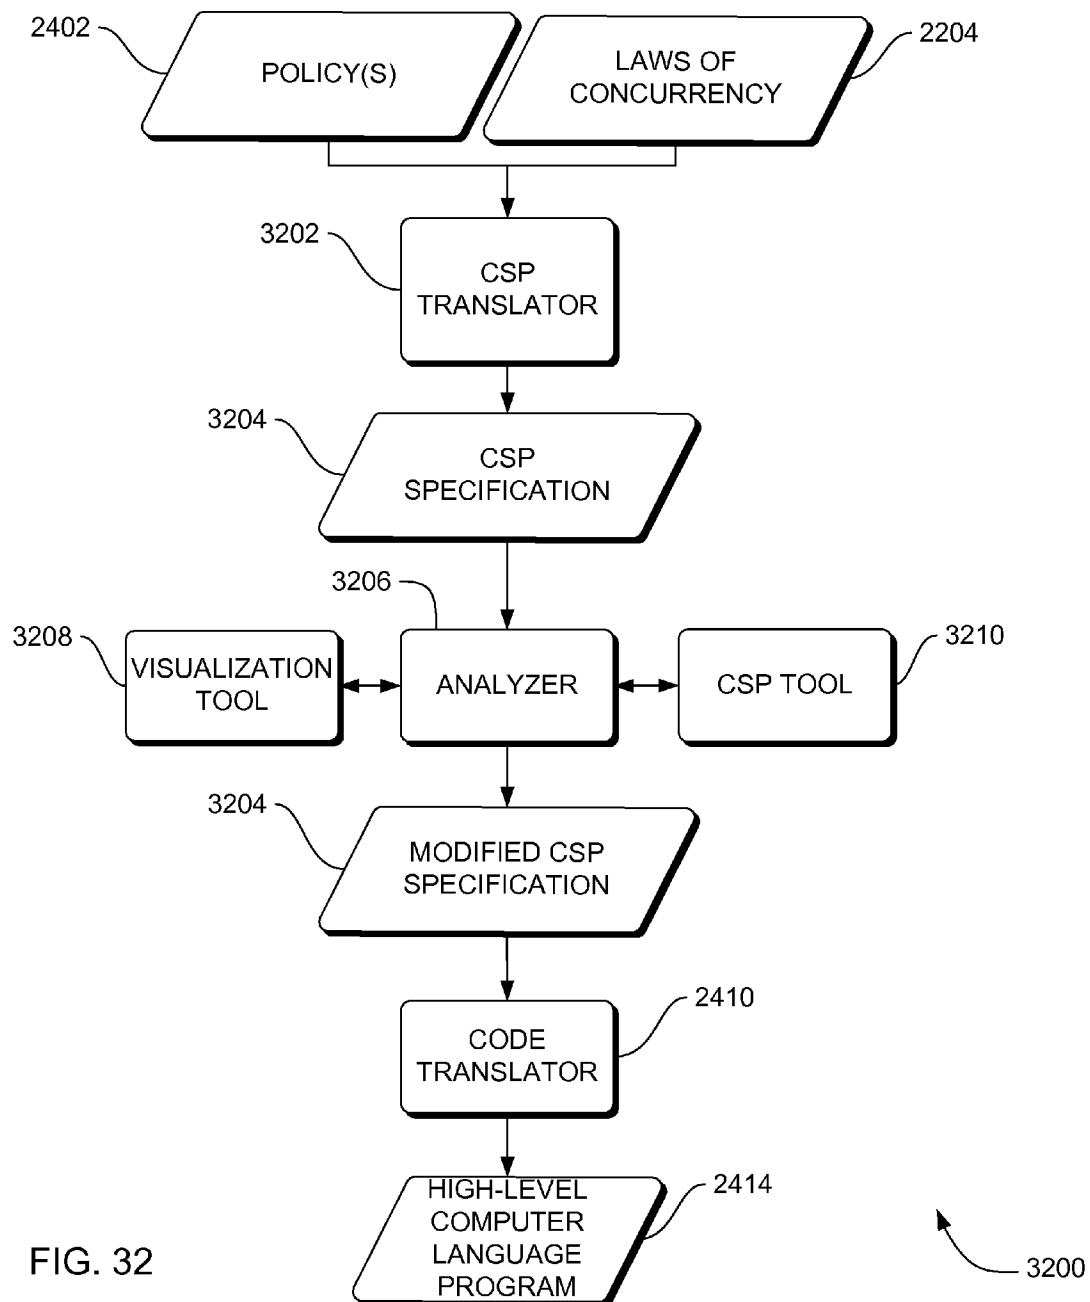 2402
POLICY(S)
LAWS OF
CONCURRENCY
2204
3202
CSP
TRANSLATOR
3204
CSP
SPECIFICATION
3206
3208
VISUALIZATION
TOOL
ANALYZER
CSP TOOL
3210
3204
MODIFIED CSP
SPECIFICATION
2410
CODE
TRANSLATOR
HIGH-LEVEL
COMPUTER
LANGUAGE
PROGRAM
2414
FIG. 32
3200